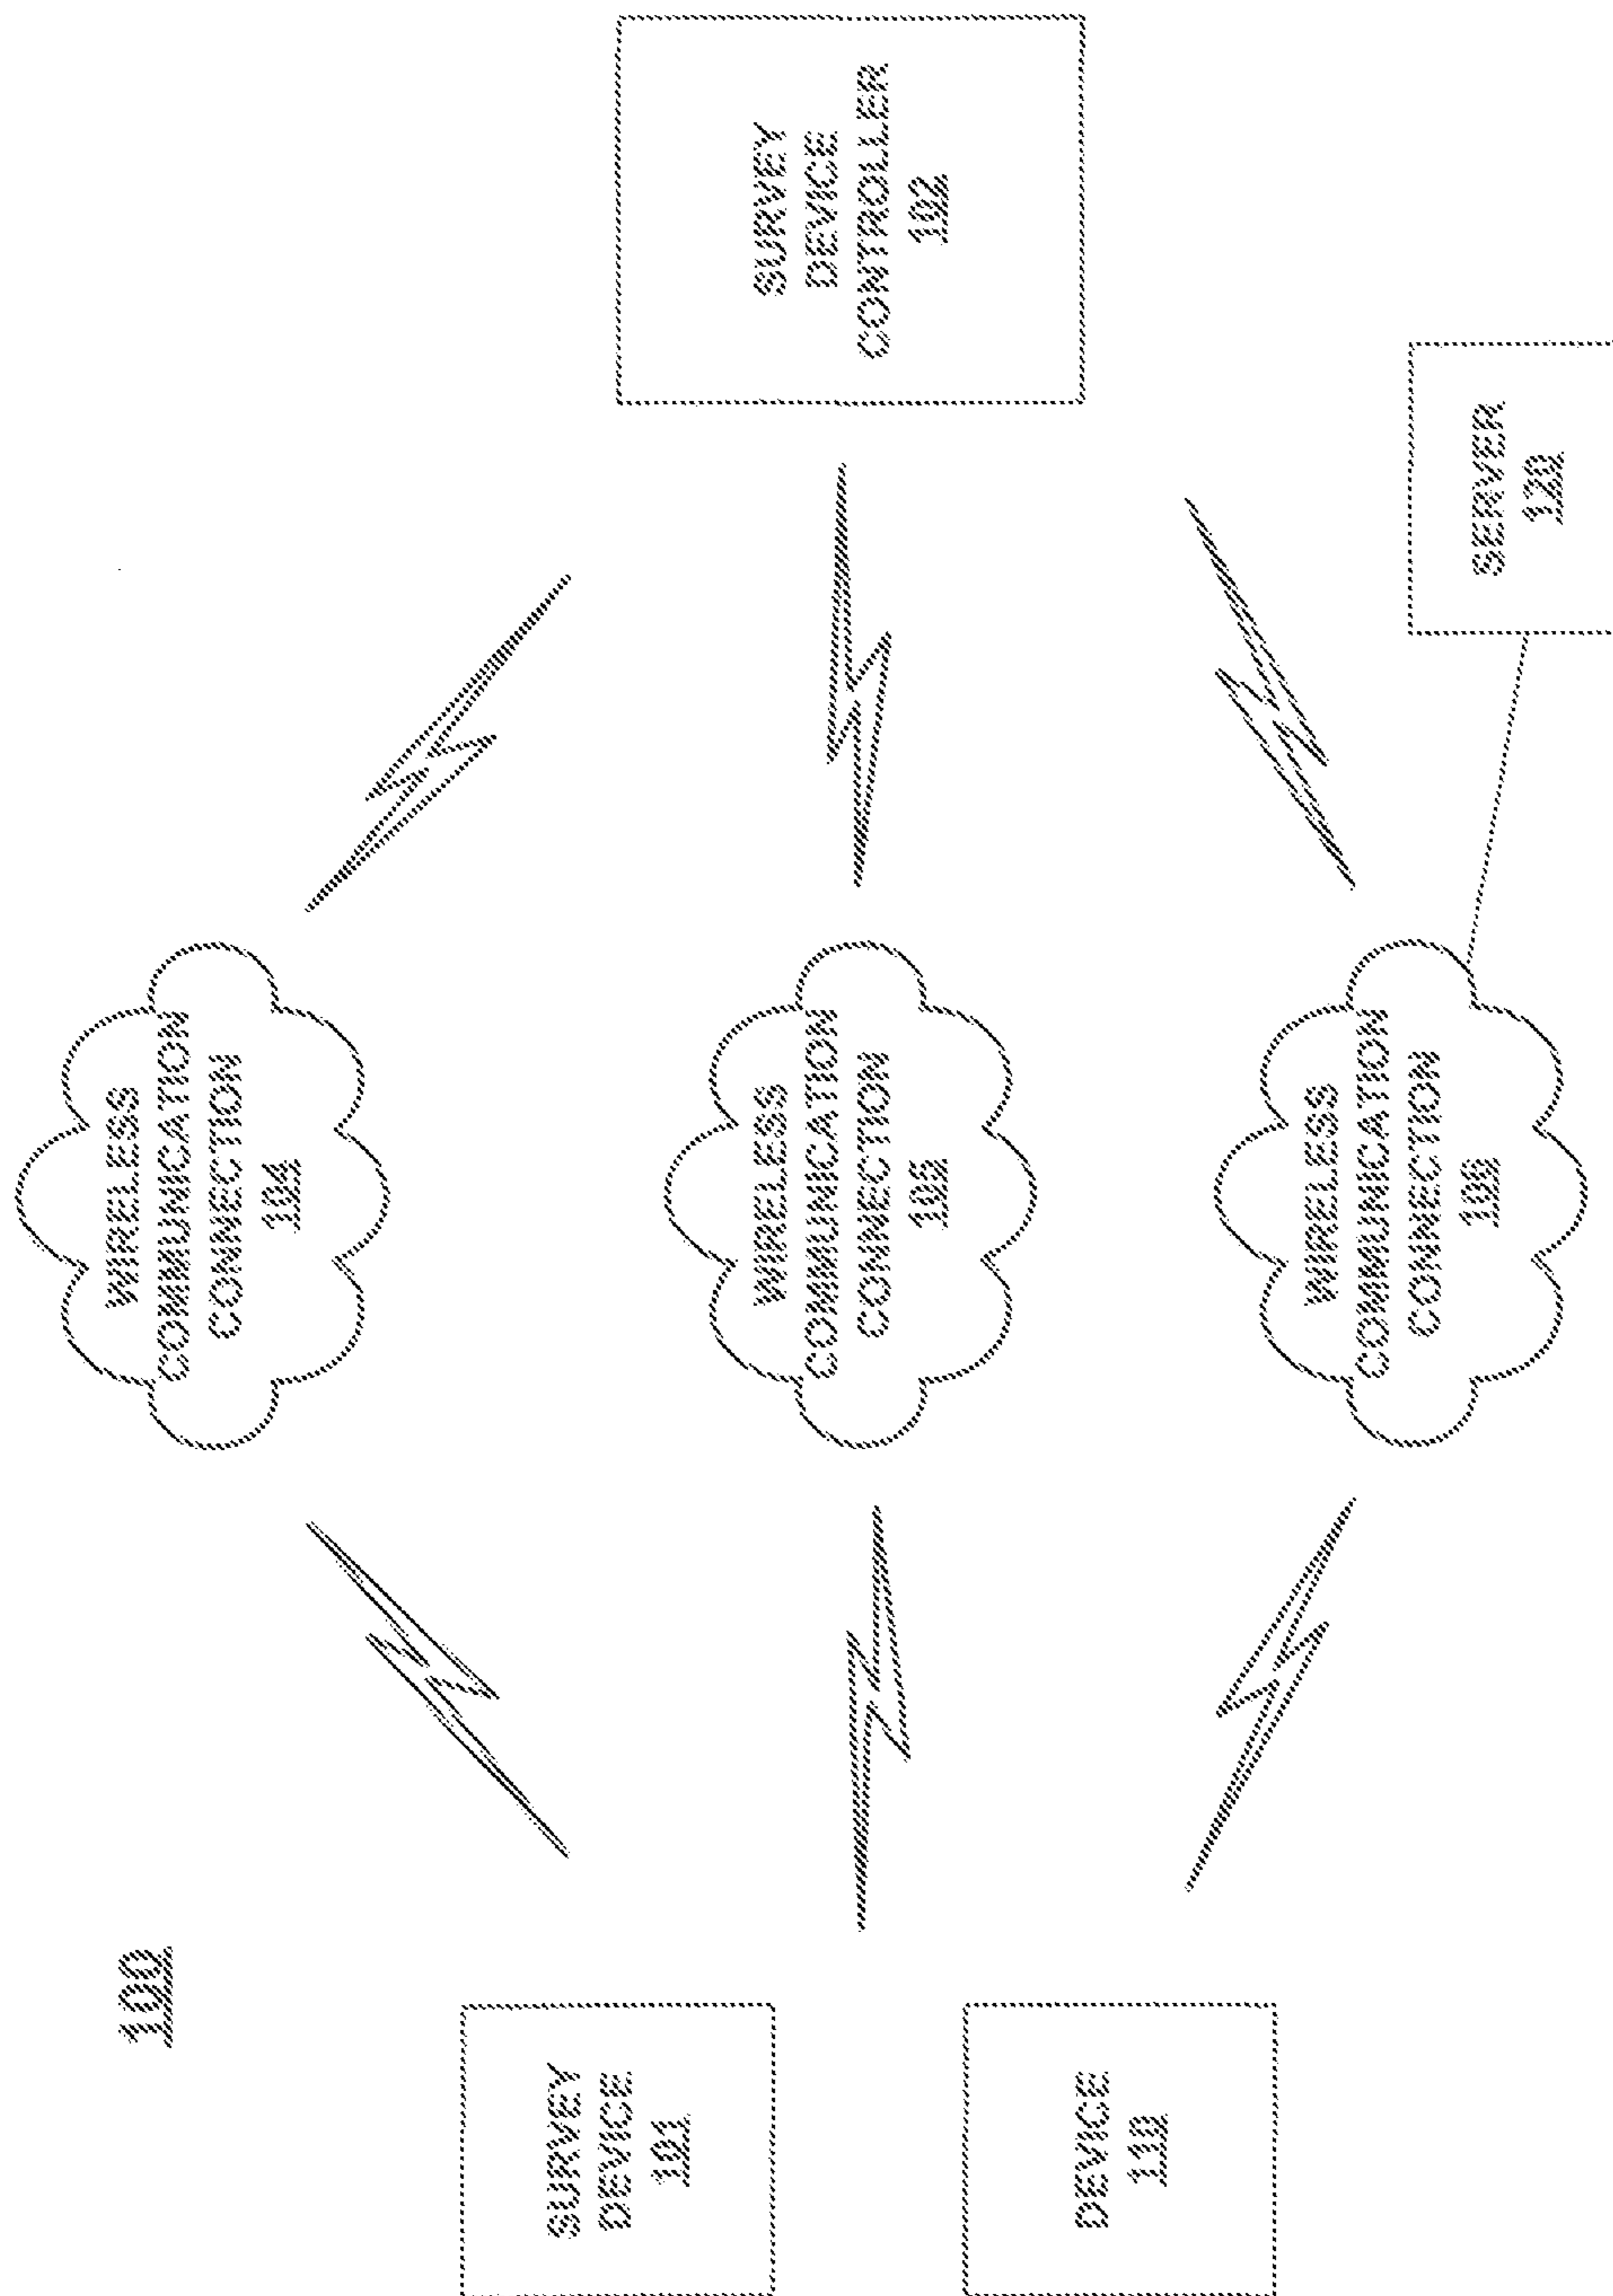 100
WIRELESS
COMMUNICATION
CONNECTION
104
SURVEY
DEVICE
101
WIRELESS
COMMUNICATION
CONNECTION
105
SURVEY
DEVICE
CONTROLLER
102
DEVICE
110
WIRELESS
COMMUNICATION
CONNECTION
106
SERVER
120